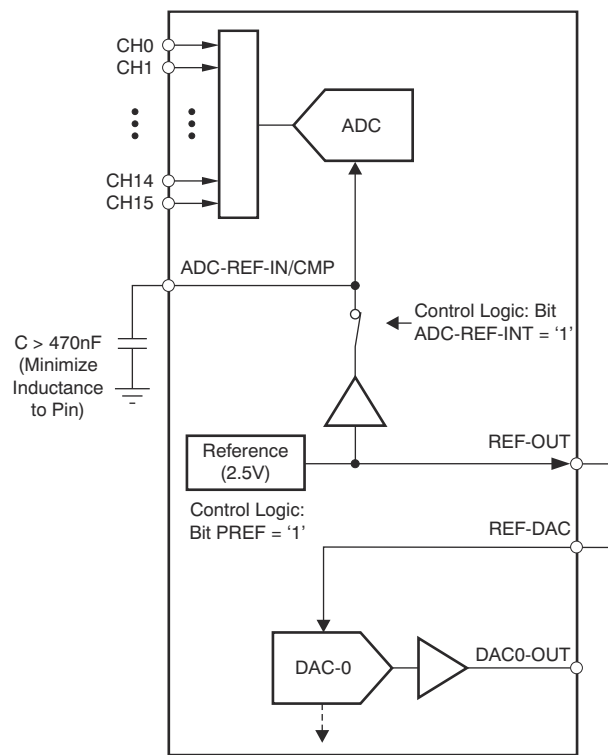 CH0
CH1
CH14
CH15
ADC
ADC-REF-IN/CMP
C > 470nF
(Minimize
Inductance
to Pin)
Control Logic: Bit
ADC-REF-INT = ‘1’
Reference
(2.5V)
REF-OUT
Control Logic:
Bit PREF = ‘1’
REF-DAC
DAC-0
DAC0-OUT